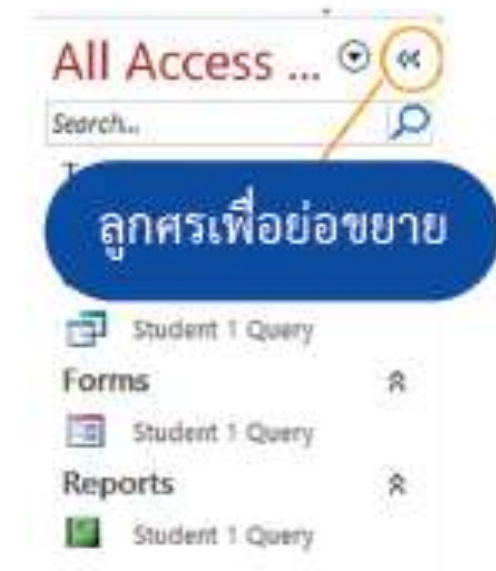 All Access ...
Search...
ลูกศรเพื่อย่อขยาย
Student 1 Query
Forms
Student 1 Query
Reports
Student 1 Query